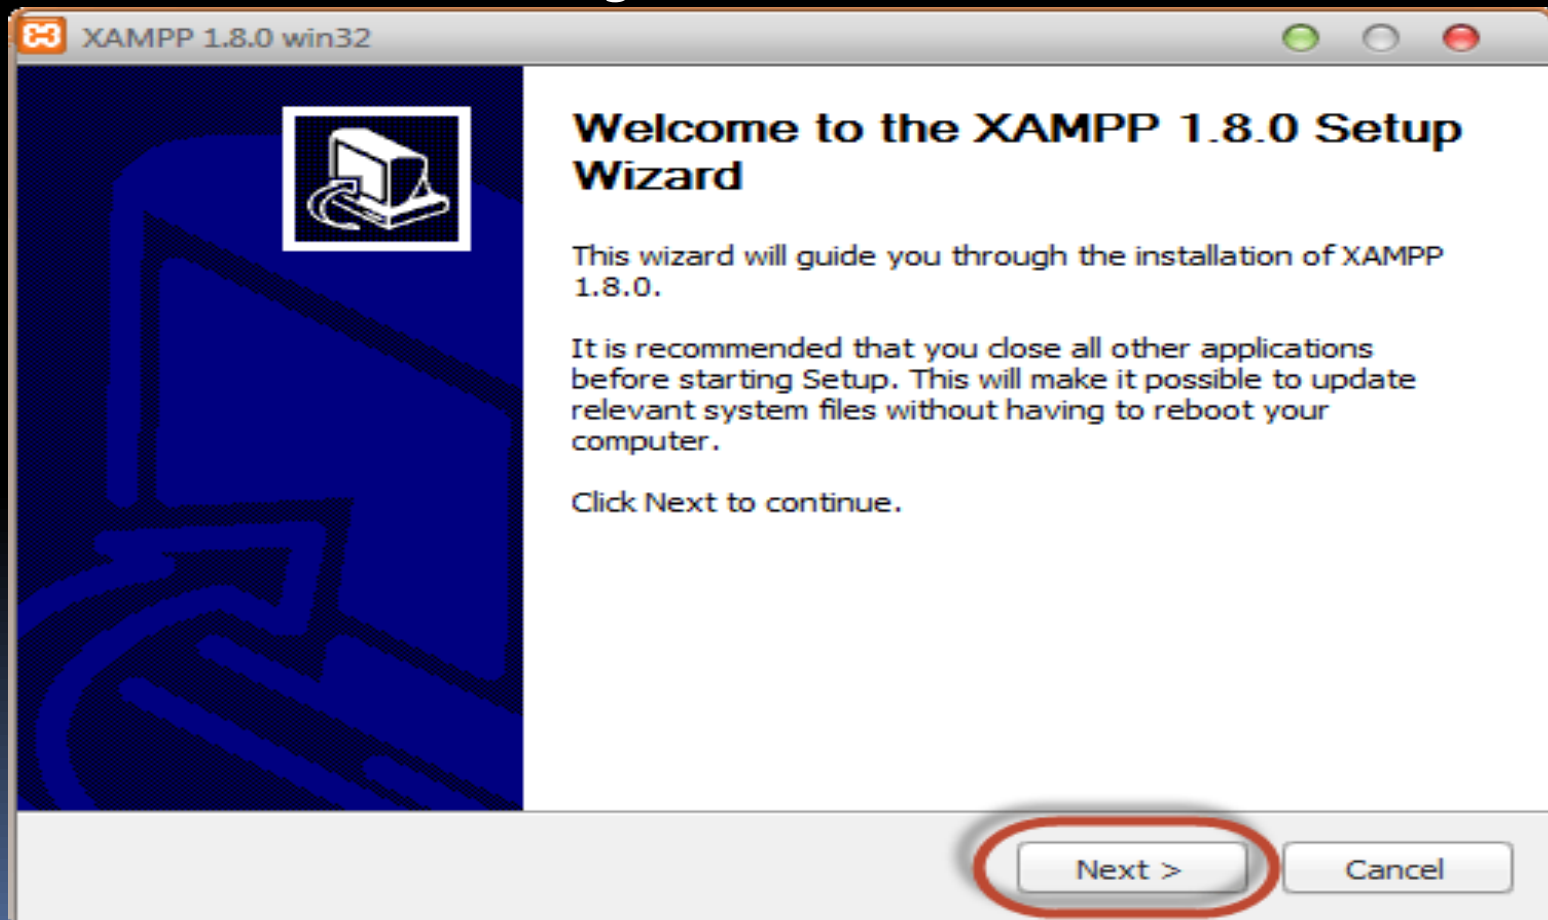 XAMPP 1.8.0 win32
Welcome to the XAMPP 1.8.0 Setup
Wizard
This wizard will guide you through the installation of XAMPP
1.8.0.
It is recommended that you close all other applications
before starting Setup. This will make it possible to update
relevant system files without having to reboot your
computer.
Click Next to continue.
Next >
Cancel